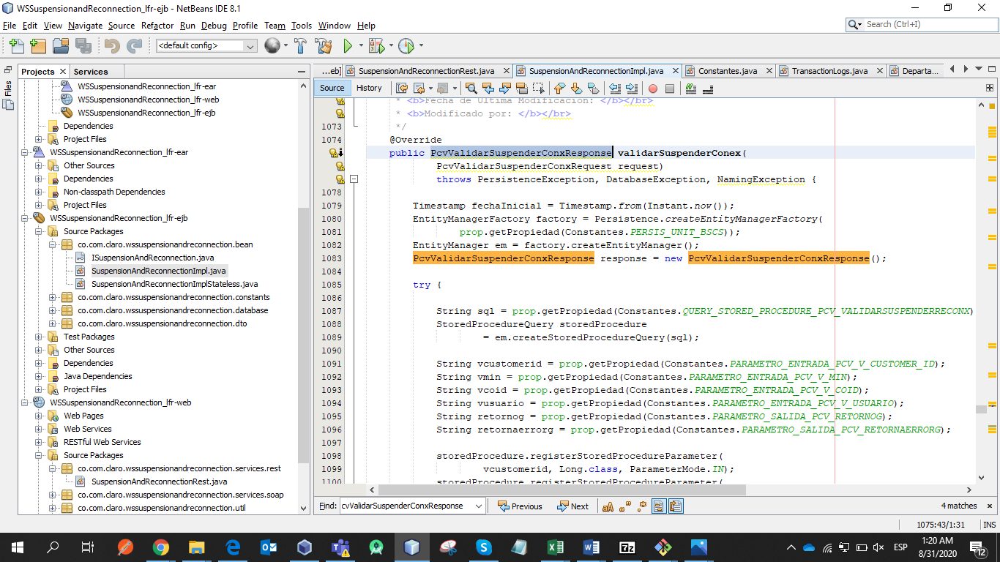 WSSuspensionandReconnection_lfr-ejb - NetBeans IDE 8.1
File Edit View Navigate Source Refactor Run Debug Profile Team Tools Window Help
Search (Ctrl+I)
<default config>
Files
Projects Services
WSSuspensionandReconnection_lfr-ear
WSSuspensionandReconnection_lfr-web
WSSuspensionandReconnection_lfr-ejb
Dependencies
Project Files
WSSuspensionandReconnection_lfr-ear
Other Sources
Dependencies
Non-classpath Dependencies
Project Files
WSSuspensionandReconnection_lfr-ejb
Source Packages
co.com.claro.wssuspensionandreconnection.bean
ISuspensionAndReconnection.java
SuspensionAndReconnectionImpl.java
SuspensionAndReconnectionImplStateless.java
co.com.claro.wssuspensionandreconnection.constants
co.com.claro.wssuspensionandreconnection.database
co.com.claro.wssuspensionandreconnection.dto
Test Packages
Other Sources
Dependencies
Java Dependencies
Project Files
WSSuspensionandReconnection_lfr-web
Web Pages
Web Services
RESTful Web Services
Source Packages
co.com.claro.wssuspensionandreconnection.services.rest
SuspensionAndReconnectionRest.java
co.com.claro.wssuspensionandreconnection.services.soap
co.com.claro.wssuspensionandreconnection.util
...eb] SuspensionAndReconnectionRest.java SuspensionAndReconnectionImpl.java Constantes.java TransactionLogs.java Departa...
Source History
* <b>Fecha de Ultima Modificacion: </b></br>
* <b>Modificado por: </b></br>
1073 */
1074 @Override
public PcvValidarSuspenderConxResponse validarSuspenderConex(
PcvValidarSuspenderConxRequest request)
throws PersistenceException, DatabaseException, NamingException {
1078
1079 Timestamp fechaInicial = Timestamp.from(Instant.now());
1080 EntityManagerFactory factory = Persistence.createEntityManagerFactory(
1081 prop.getPropiedad(Constantes.PERSIS_UNIT_BSCS));
1082 EntityManager em = factory.createEntityManager();
1083 PcvValidarSuspenderConxResponse response = new PcvValidarSuspenderConxResponse();
1084
1085 try {
1086
1087 String sql = prop.getPropiedad(Constantes.QUERY_STORED_PROCEDURE_PCV_VALIDARSUSPENDERRECONX)
1088 StoredProcedureQuery storedProcedure
1089 = em.createStoredProcedureQuery(sql);
1090
1091 String vcustomerid = prop.getPropiedad(Constantes.PARAMETRO_ENTRADA_PCV_V_CUSTOMER_ID);
1092 String vmin = prop.getPropiedad(Constantes.PARAMETRO_ENTRADA_PCV_V_MIN);
1093 String vcoid = prop.getPropiedad(Constantes.PARAMETRO_ENTRADA_PCV_V_COID);
1094 String vusuario = prop.getPropiedad(Constantes.PARAMETRO_ENTRADA_PCV_V_USUARIO);
1095 String retornog = prop.getPropiedad(Constantes.PARAMETRO_SALIDA_PCV_RETORNOG);
1096 String retornaerrorg = prop.getPropiedad(Constantes.PARAMETRO_SALIDA_PCV_RETORNAERRORG);
1097
1098 storedProcedure.registerStoredProcedureParameter(
1099 vcustomerid, Long.class, ParameterMode.IN);
1100 storedProcedure.registerStoredProcedureParameter(
Find: cvValidarSuspenderConxResponse Previous Next 4 matches
1075:43/1:31 INS
ESP
1:20 AM
8/31/2020
12